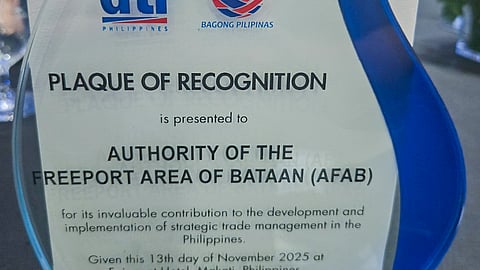 dti
PHILIPPINES
BAGONG PILIPINAS
PLAQUE OF RECOGNITION
is presented to
AUTHORITY OF THE
FREEPORT AREA OF BATAAN (AFAB)
for its invaluable contribution to the development and
implementation of strategic trade management in the
Philippines.
Given this 13th day of November 2025 at
Hotel, Makati, Philippines